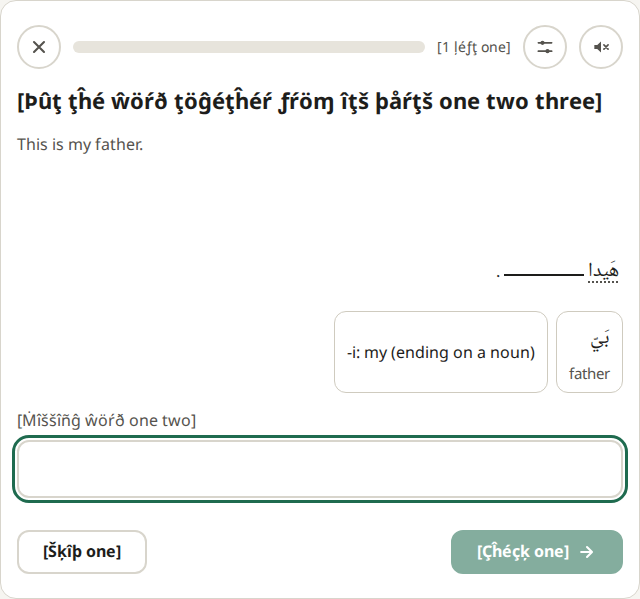 [1 ļéƒţ one]
[Þûţ ţĥé ŵöŕð ţöĝéţĥéŕ ƒŕöɱ îţš þåŕţš one two three]
This is my father.
هَيدا ________ .
بَيّ
father
-i: my (ending on a noun)
[Ṁîššîñĝ ŵöŕð one two]
[Šķîþ one]
[Çĥéçķ one] →